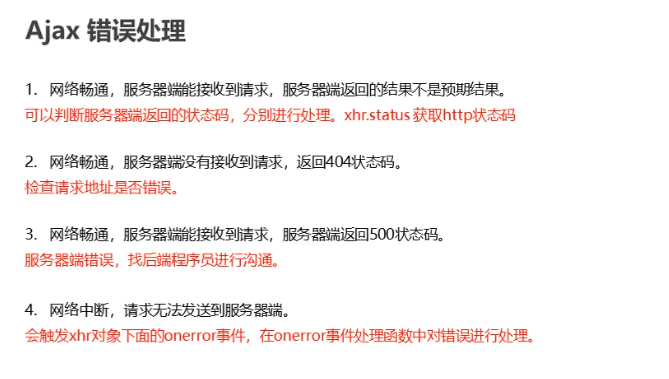 Ajax 错误处理
1. 网络畅通，服务器端能接收到请求，服务器端返回的结果不是预期结果。
可以判断服务器端返回的状态码，分别进行处理。xhr.status 获取http状态码
2. 网络畅通，服务器端没有接收到请求，返回404状态码。
检查请求地址是否错误。
3. 网络畅通，服务器端能接收到请求，服务器端返回500状态码。
服务器端错误，找后端程序员进行沟通。
4. 网络中断，请求无法发送到服务器端。
会触发xhr对象下面的onerror事件，在onerror事件处理函数中对错误进行处理。